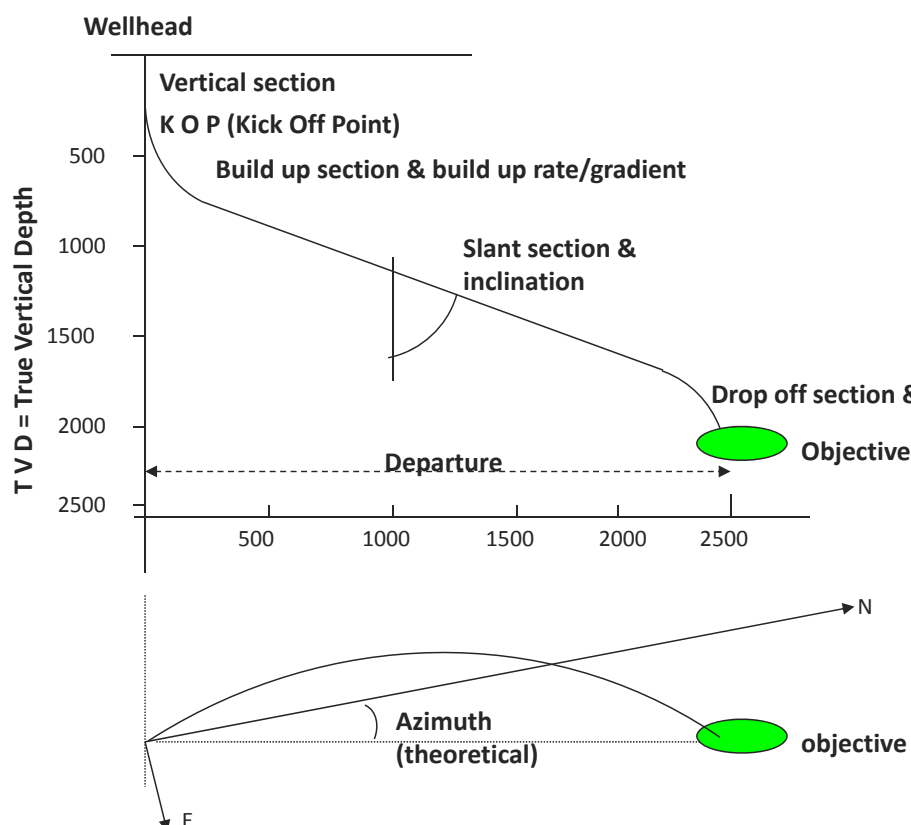 Wellhead
Vertical section
K O P (Kick Off Point)
Build up section & build up rate/gradient
Slant section &
inclination
T V D = True Vertical Depth
500
1000
1500
2000
2500
Drop off section &
Objective
Departure
500
1000
1500
2000
2500
N
Azimuth
(theoretical)
objective
E